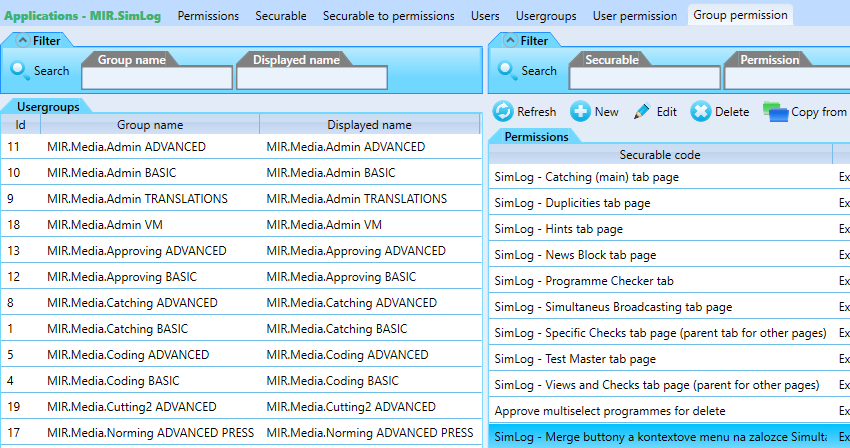 Applications - MIR.SimLog Permissions Securable Securable to permissions Users Usergroups User permission Group permission
Filter
Search
Group name
Displayed name
Usergroups
Id Group name Displayed name
11 MIR.Media.Admin ADVANCED MIR.Media.Admin ADVANCED
10 MIR.Media.Admin BASIC MIR.Media.Admin BASIC
9 MIR.Media.Admin TRANSLATIONS MIR.Media.Admin TRANSLATIONS
18 MIR.Media.Admin VM MIR.Media.Admin VM
13 MIR.Media.Approving ADVANCED MIR.Media.Approving ADVANCED
12 MIR.Media.Approving BASIC MIR.Media.Approving BASIC
8 MIR.Media.Catching ADVANCED MIR.Media.Catching ADVANCED
1 MIR.Media.Catching BASIC MIR.Media.Catching BASIC
5 MIR.Media.Coding ADVANCED MIR.Media.Coding ADVANCED
4 MIR.Media.Coding BASIC MIR.Media.Coding BASIC
19 MIR.Media.Cutting2 ADVANCED MIR.Media.Cutting2 ADVANCED
17 MIR.Media.Norming ADVANCED PRESS MIR.Media.Norming ADVANCED PRESS
Filter
Search
Securable
Permission
Refresh New Edit Delete Copy from
Permissions
Securable code
SimLog - Catching (main) tab page Ex
SimLog - Duplicities tab page Ex
SimLog - Hints tab page Ex
SimLog - News Block tab page Ex
SimLog - Programme Checker tab Ex
SimLog - Simultaneus Broadcasting tab page Ex
SimLog - Specific Checks tab page (parent tab for other pages) Ex
SimLog - Test Master tab page Ex
SimLog - Views and Checks tab page (parent for other pages) Ex
Approve multiselect programmes for delete Ex
SimLog - Merge buttony a kontextove menu na zalozce Simulta Ex